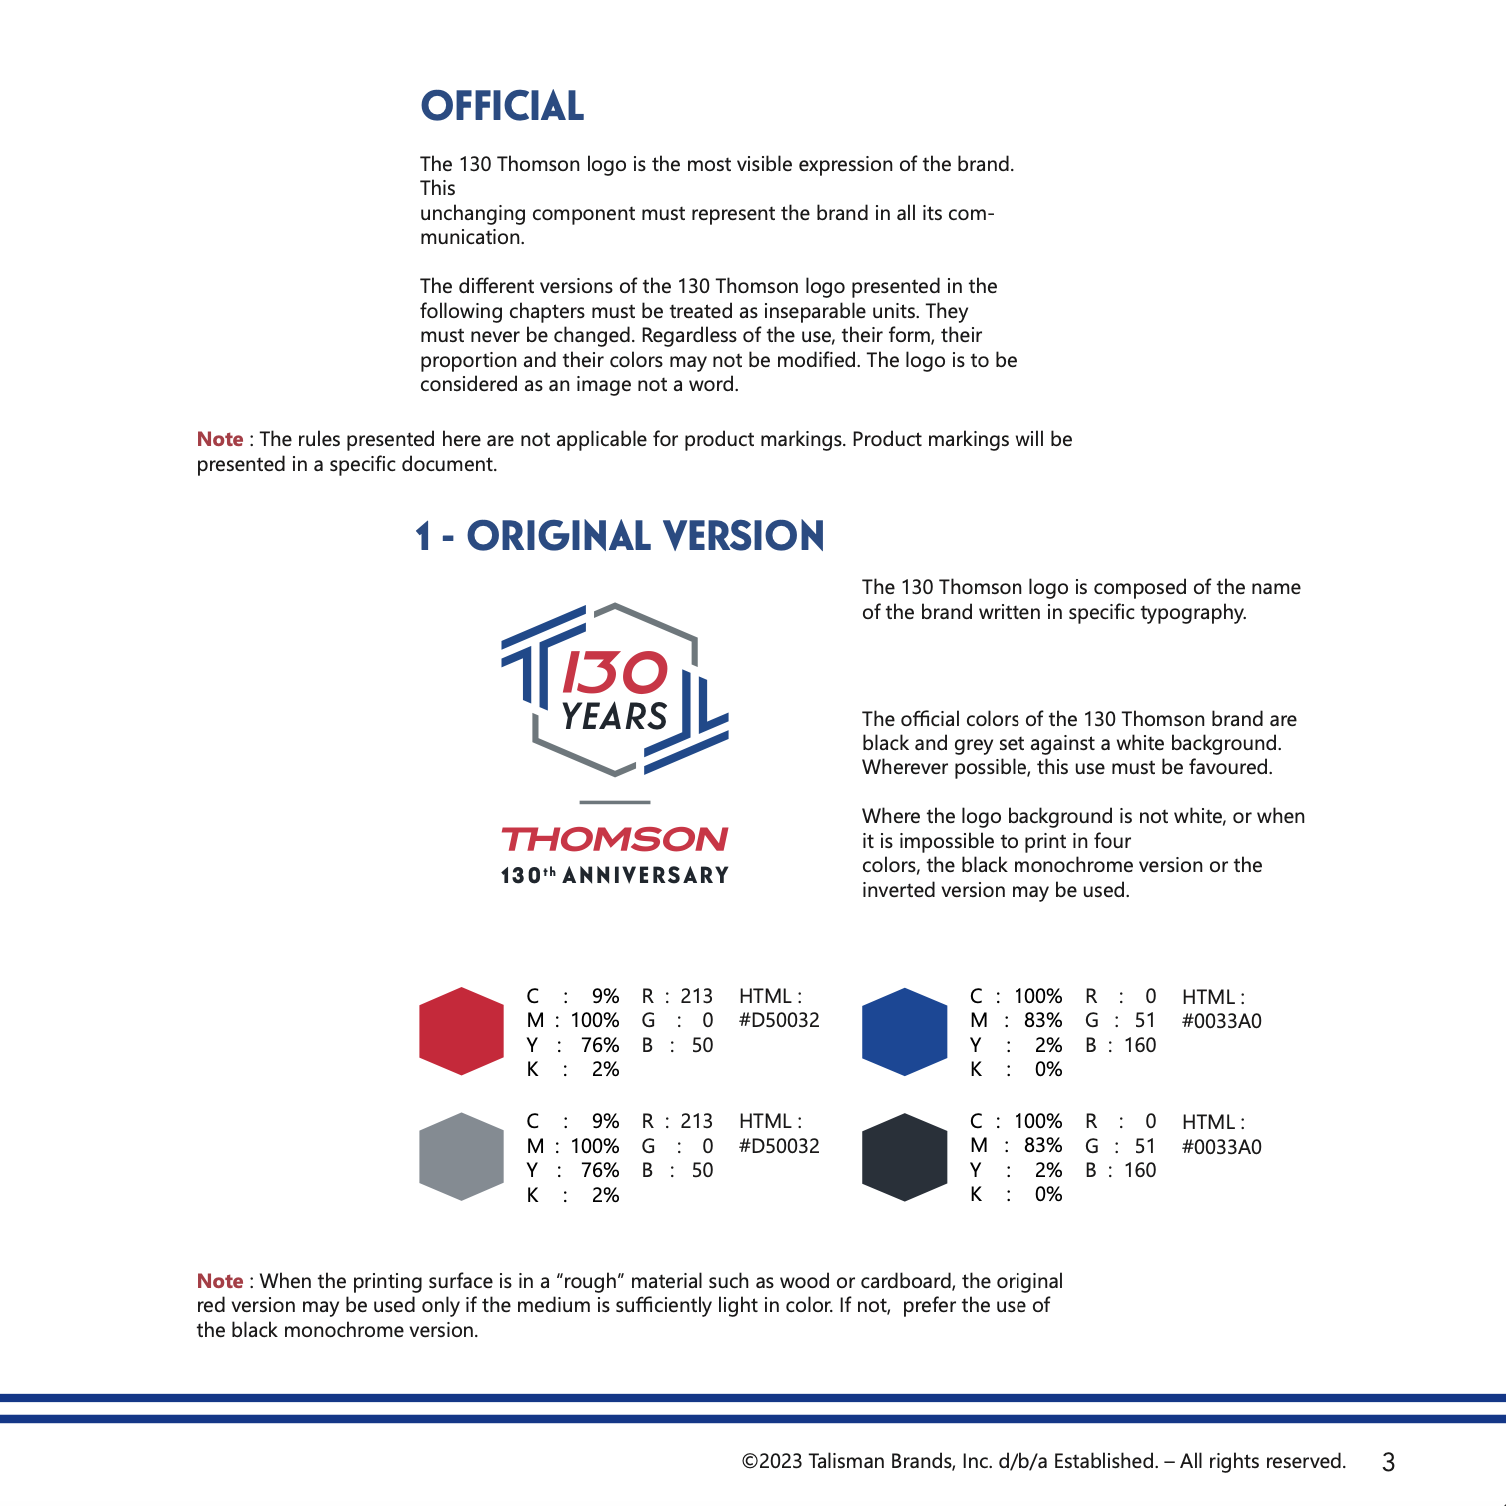 OFFICIAL
The 130 Thomson logo is the most visible expression of the brand.
This
unchanging component must represent the brand in all its com-
munication.
The different versions of the 130 Thomson logo presented in the
following chapters must be treated as inseparable units. They
must never be changed. Regardless of the use, their form, their
proportion and their colors may not be modified. The logo is to be
considered as an image not a word.
Note : The rules presented here are not applicable for product markings. Product markings will be
presented in a specific document.
1 - ORIGINAL VERSION
130
YEARS
THOMSON
130th ANNIVERSARY
The 130 Thomson logo is composed of the name
of the brand written in specific typography.
The official colors of the 130 Thomson brand are
black and grey set against a white background.
Wherever possible, this use must be favoured.
Where the logo background is not white, or when
it is impossible to print in four
colors, the black monochrome version or the
inverted version may be used.
C : 9% R : 213 HTML :
M : 100% G : 0 #D50032
Y : 76% B : 50
K : 2%
C : 100% R : 0 HTML :
M : 83% G : 51 #0033A0
Y : 2% B : 160
K : 0%
C : 9% R : 213 HTML :
M : 100% G : 0 #D50032
Y : 76% B : 50
K : 2%
C : 100% R : 0 HTML :
M : 83% G : 51 #0033A0
Y : 2% B : 160
K : 0%
Note : When the printing surface is in a “rough” material such as wood or cardboard, the original
red version may be used only if the medium is sufficiently light in color. If not,  prefer the use of
the black monochrome version.
©2023 Talisman Brands, Inc. d/b/a Established. – All rights reserved. 3